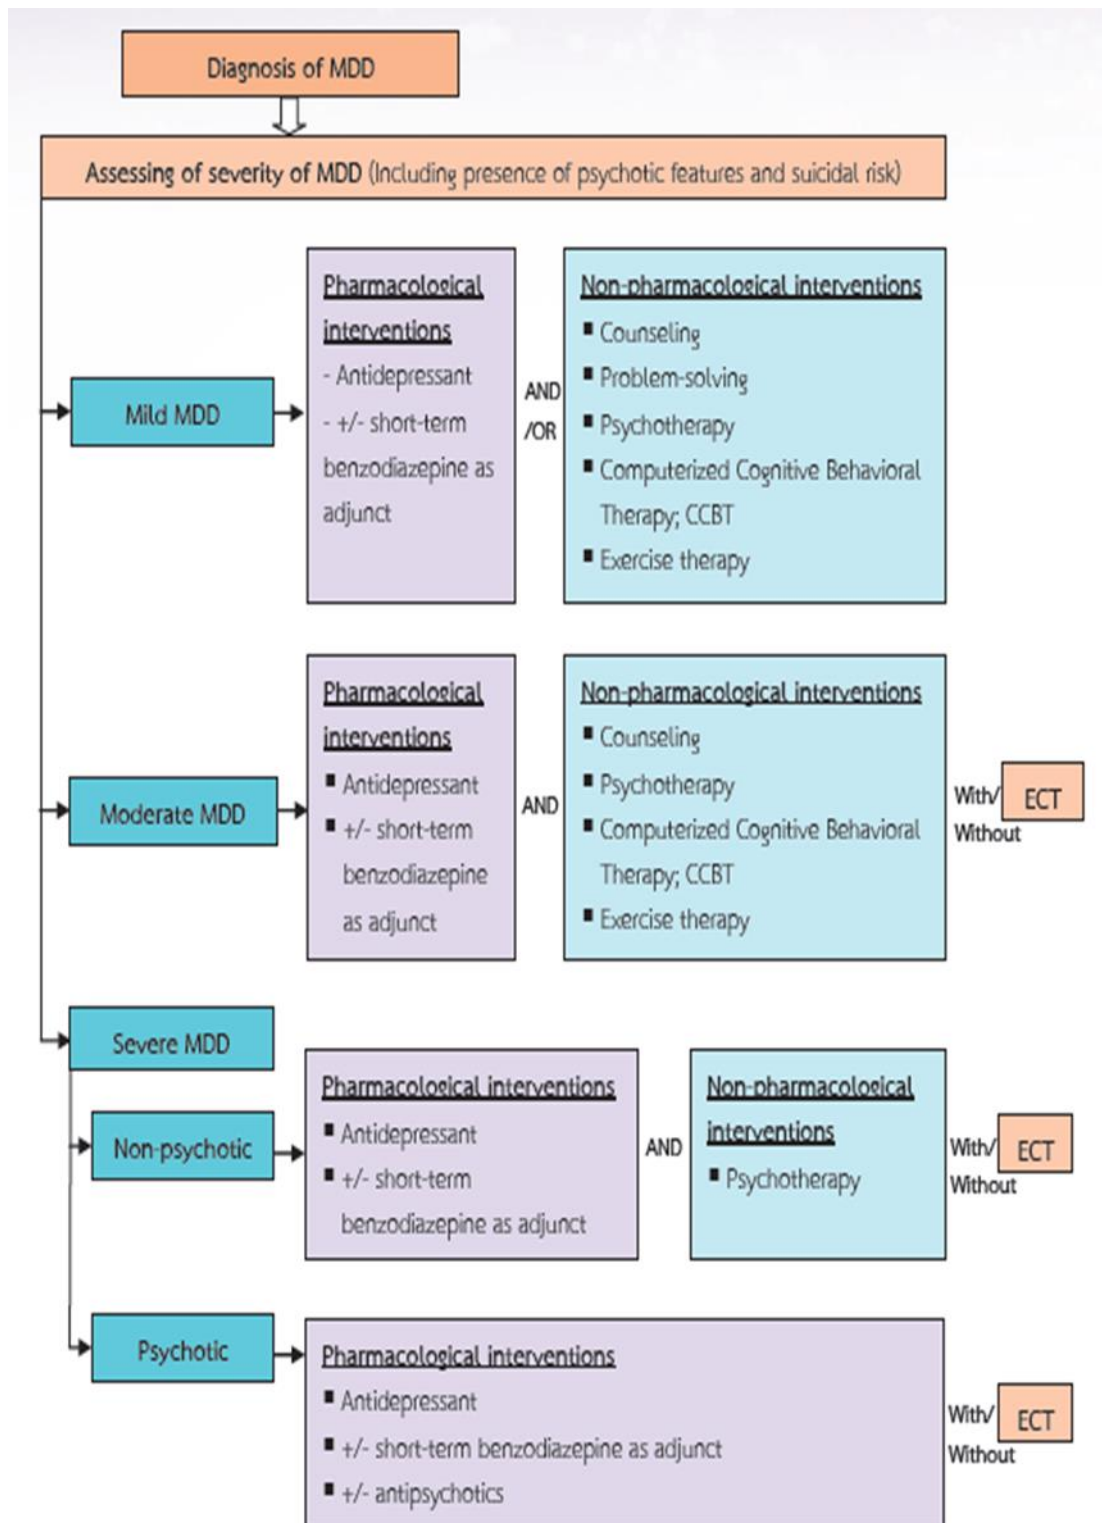 Diagnosis of MDD
Assessing of severity of MDD (Including presence of psychotic features and suicidal risk)
Mild MDD
Pharmacological
interventions
- Antidepressant
- +/- short-term
benzodiazepine as
adjunct
AND
/OR
Non-pharmacological interventions
▪ Counseling
▪ Problem-solving
▪ Psychotherapy
▪ Computerized Cognitive Behavioral
Therapy; CCBT
▪ Exercise therapy
Moderate MDD
Pharmacological
interventions
▪ Antidepressant
▪ +/- short-term
benzodiazepine
as adjunct
AND
Non-pharmacological interventions
▪ Counseling
▪ Psychotherapy
▪ Computerized Cognitive Behavioral
Therapy; CCBT
▪ Exercise therapy
With/
Without
ECT
Severe MDD
Non-psychotic
Pharmacological interventions
▪ Antidepressant
▪ +/- short-term
benzodiazepine as adjunct
AND
Non-pharmacological
interventions
▪ Psychotherapy
With/
Without
ECT
Psychotic
Pharmacological interventions
▪ Antidepressant
▪ +/- short-term benzodiazepine as adjunct
▪ +/- antipsychotics
With/
Without
ECT